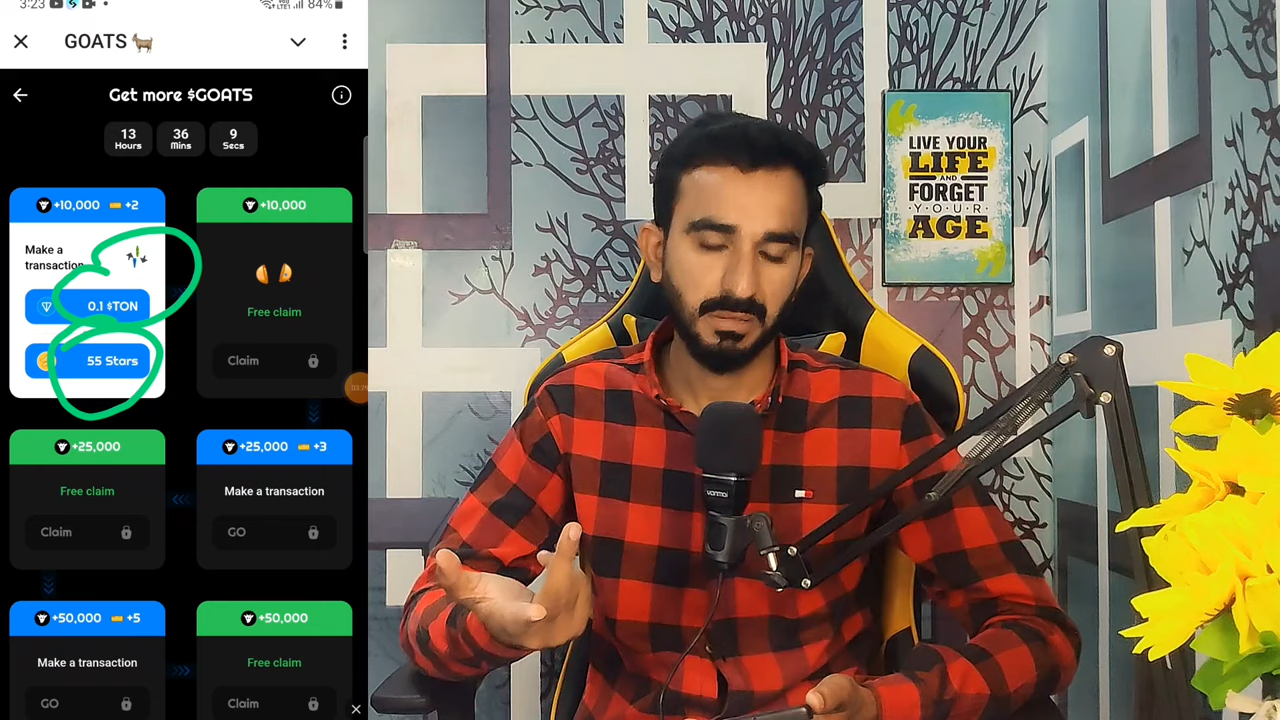 3:23
84%
GOATS
Get more $GOATS
13
Hours
36
Mins
9
Secs
+10,000 +2
Make a
transaction
0.1 $TON
55 Stars
+10,000
Free claim
Claim
+25,000
Free claim
Claim
+25,000 +3
Make a transaction
GO
+50,000 +5
Make a transaction
GO
+50,000
Free claim
Claim
LIVE YOUR
LIFE
AND
FORGET
YOUR
AGE